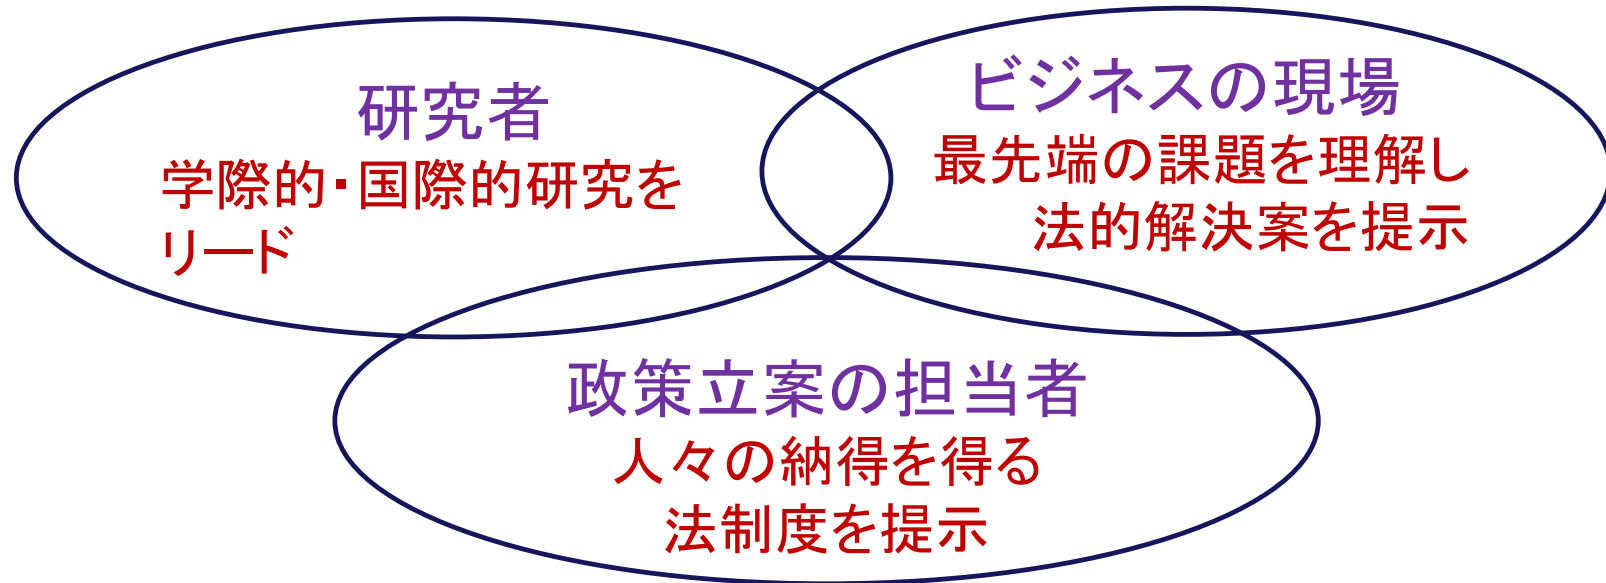 研究者
学際的・国際的研究を
リード
ビジネスの現場
最先端の課題を理解し
法的解決案を提示
政策立案の担当者
人々の納得を得る
法制度を提示